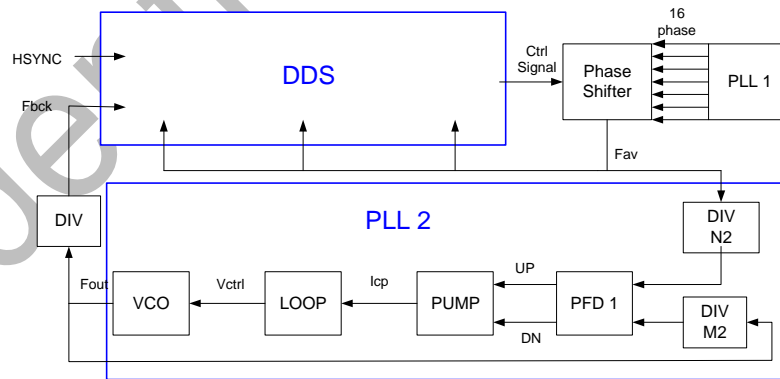 16
phase
HSYNC
DDS
Ctrl
Signal
Phase
Shifter
PLL 1
Fbck
Fav
DIV
PLL 2
DIV
N2
Fout
VCO
Vctrl
LOOP
Icp
PUMP
UP
DN
PFD 1
DIV
M2